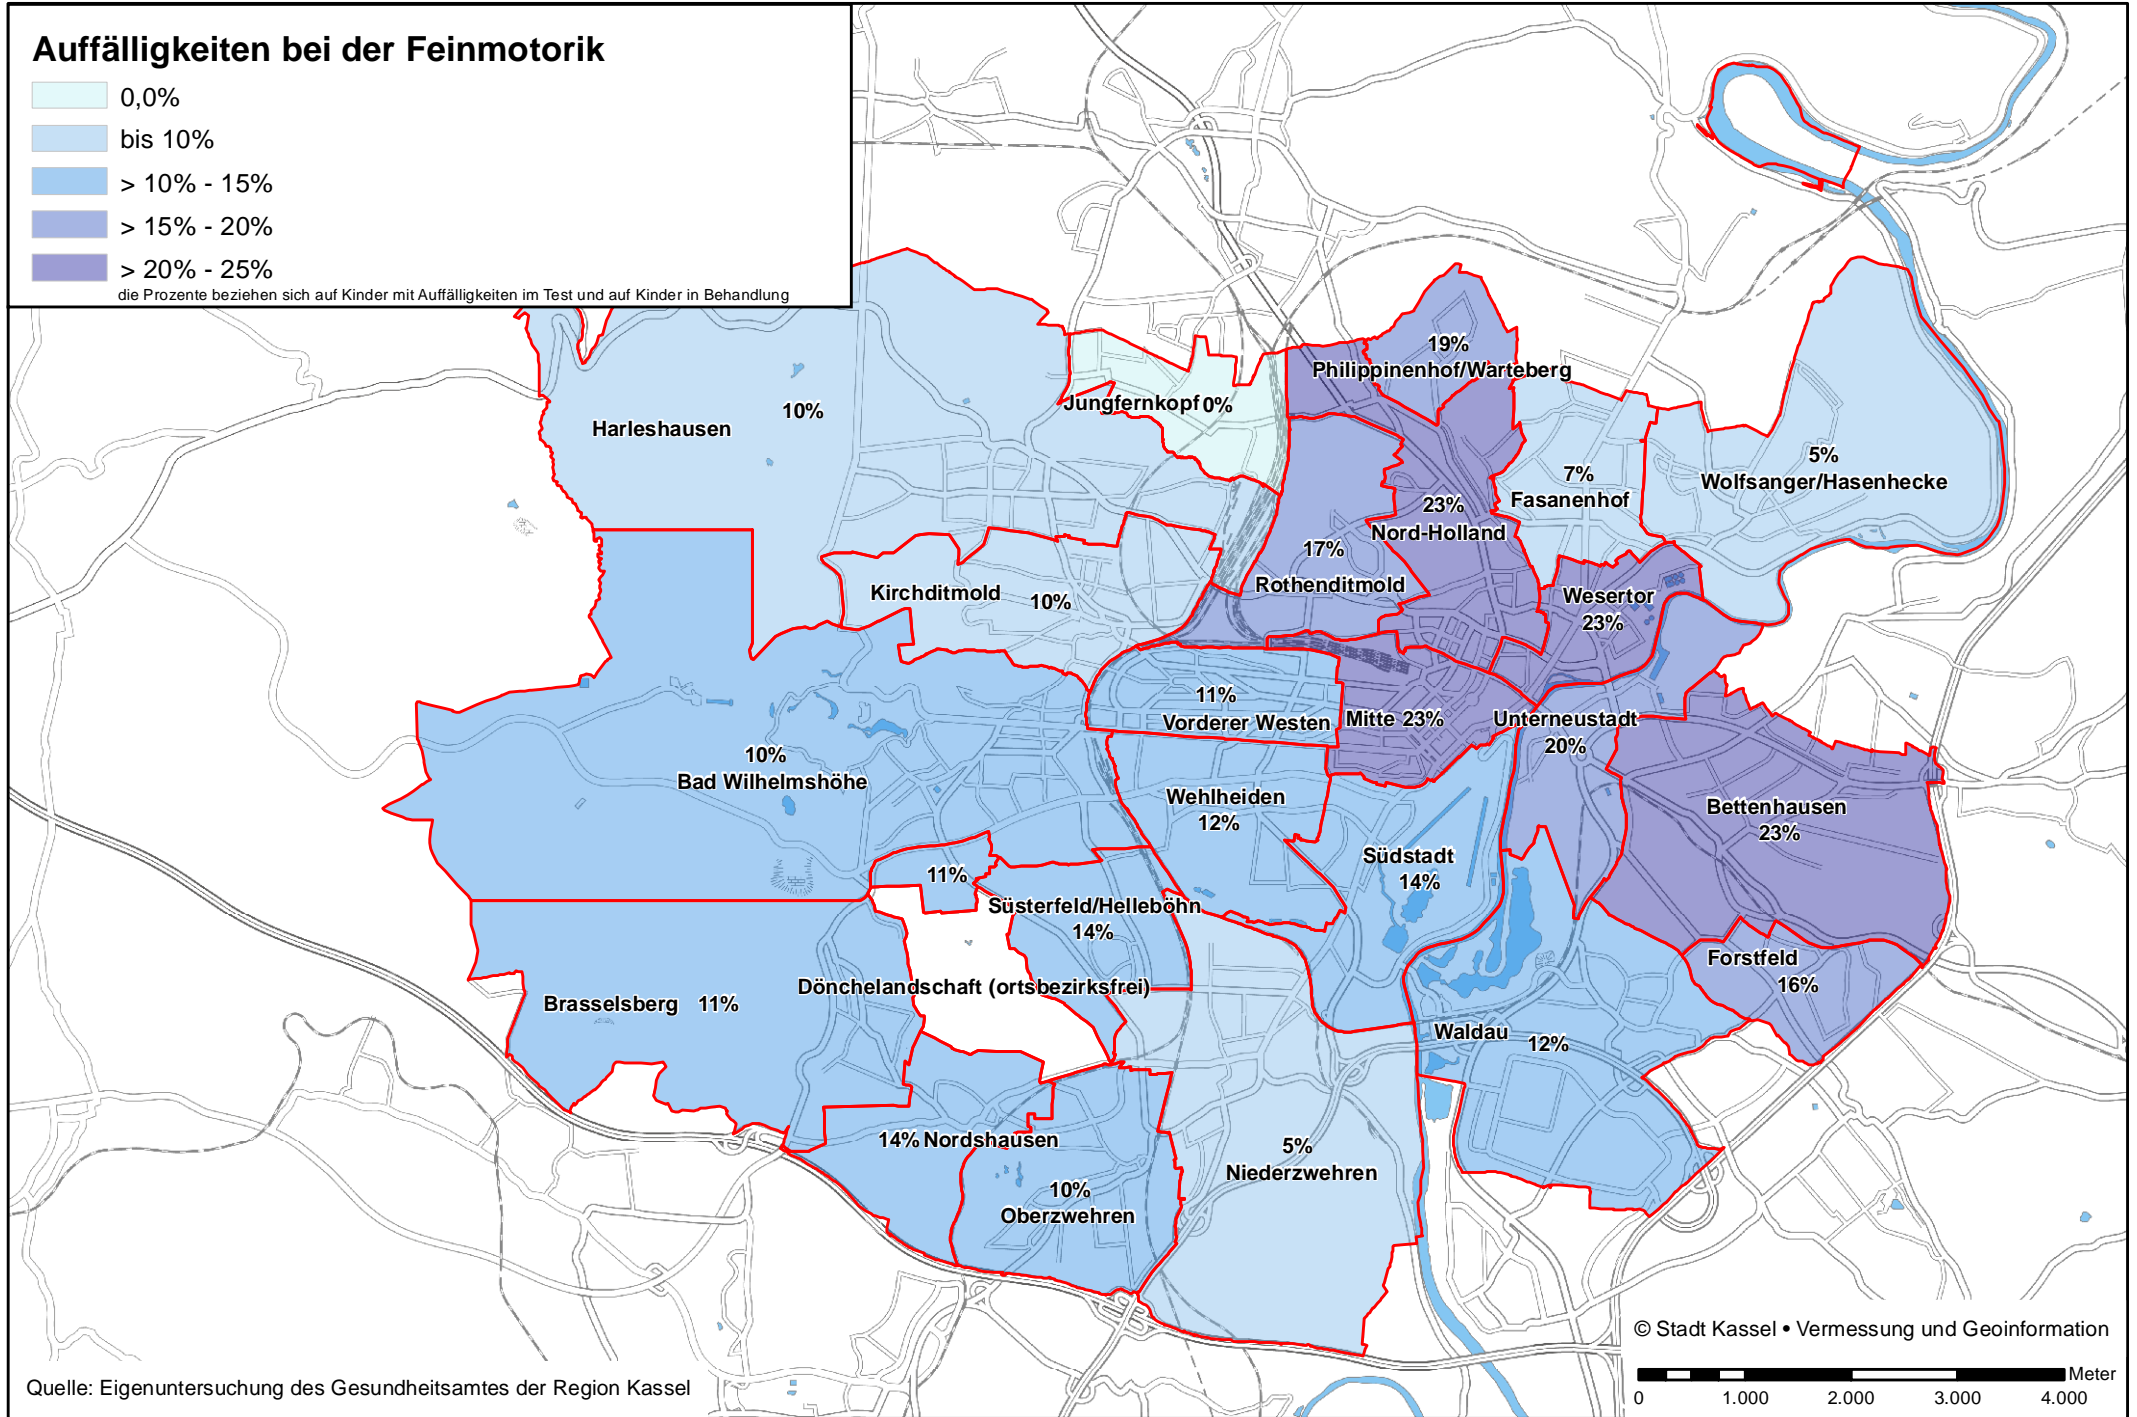 Auffälligkeiten bei der Feinmotorik
0,0%
bis 10%
> 10% - 15%
> 15% - 20%
> 20% - 25%
die Prozente beziehen sich auf Kinder mit Auffälligkeiten im Test und auf Kinder in Behandlung
19%
Philippinenhof/Warteberg
Jungfernkopf 0%
10%
Harleshausen
5%
Wolfsanger/Hasenhecke
7%
Fasanenhof
23%
Nord-Holland
17%
Rothenditmold
Kirchditmold 10%
Wesertor
23%
11%
Vorderer Westen
Mitte 23%
Unterneustadt
20%
10%
Bad Wilhelmshöhe
Wehlheiden
12%
Bettenhausen
23%
Südstadt
14%
11%
Süsterfeld/Helleböhn
14%
Forstfeld
16%
Dönchelandschaft (ortsbezirksfrei)
Brasselsberg 11%
Waldau 12%
14% Nordshausen
5%
Niederzwehren
10%
Oberzwehren
© Stadt Kassel • Vermessung und Geoinformation
Meter
0 1.000 2.000 3.000 4.000
Quelle: Eigenuntersuchung des Gesundheitsamtes der Region Kassel